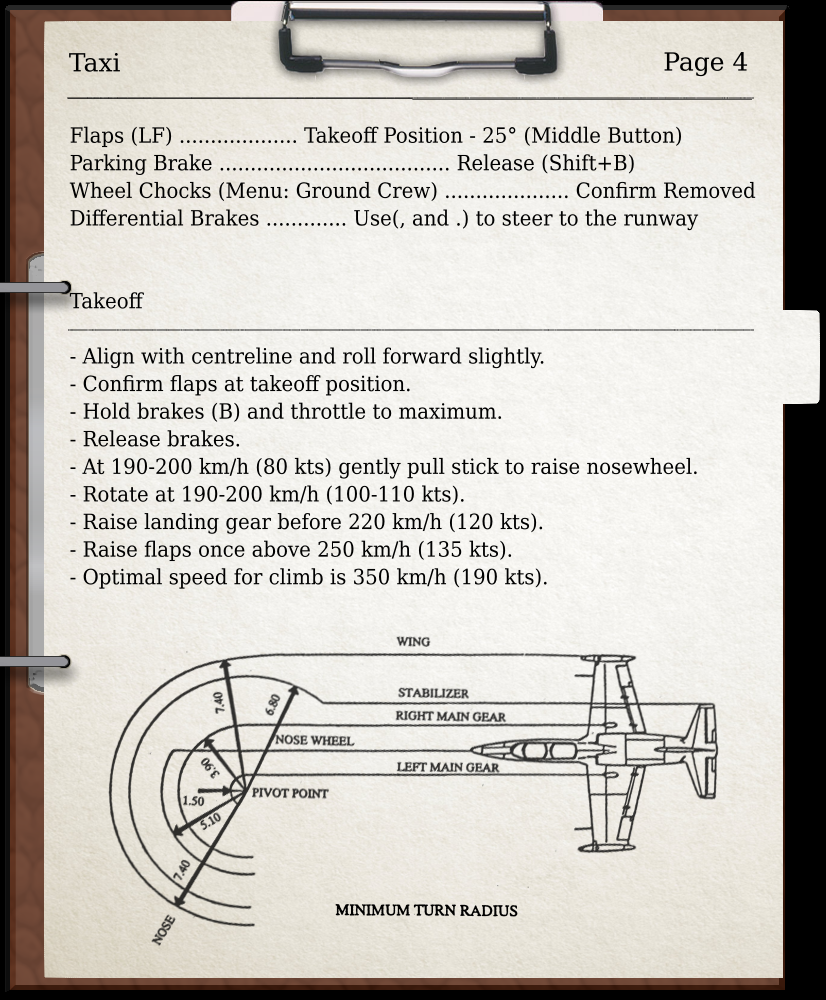 Taxi Page 4
Flaps (LF) ................... Takeoff Position - 25° (Middle Button)
Parking Brake ..................................... Release (Shift+B)
Wheel Chocks (Menu: Ground Crew) .................... Confirm Removed
Differential Brakes ............. Use(, and .) to steer to the runway
Takeoff
- Align with centreline and roll forward slightly.
- Confirm flaps at takeoff position.
- Hold brakes (B) and throttle to maximum.
- Release brakes.
- At 190-200 km/h (80 kts) gently pull stick to raise nosewheel.
- Rotate at 190-200 km/h (100-110 kts).
- Raise landing gear before 220 km/h (120 kts).
- Raise flaps once above 250 km/h (135 kts).
- Optimal speed for climb is 350 km/h (190 kts).
WING
STABILIZER
7.40
6.80
RIGHT MAIN GEAR
NOSE WHEEL
3.90
LEFT MAIN GEAR
PIVOT POINT
1.50
5.10
7.40
NOSE
MINIMUM TURN RADIUS